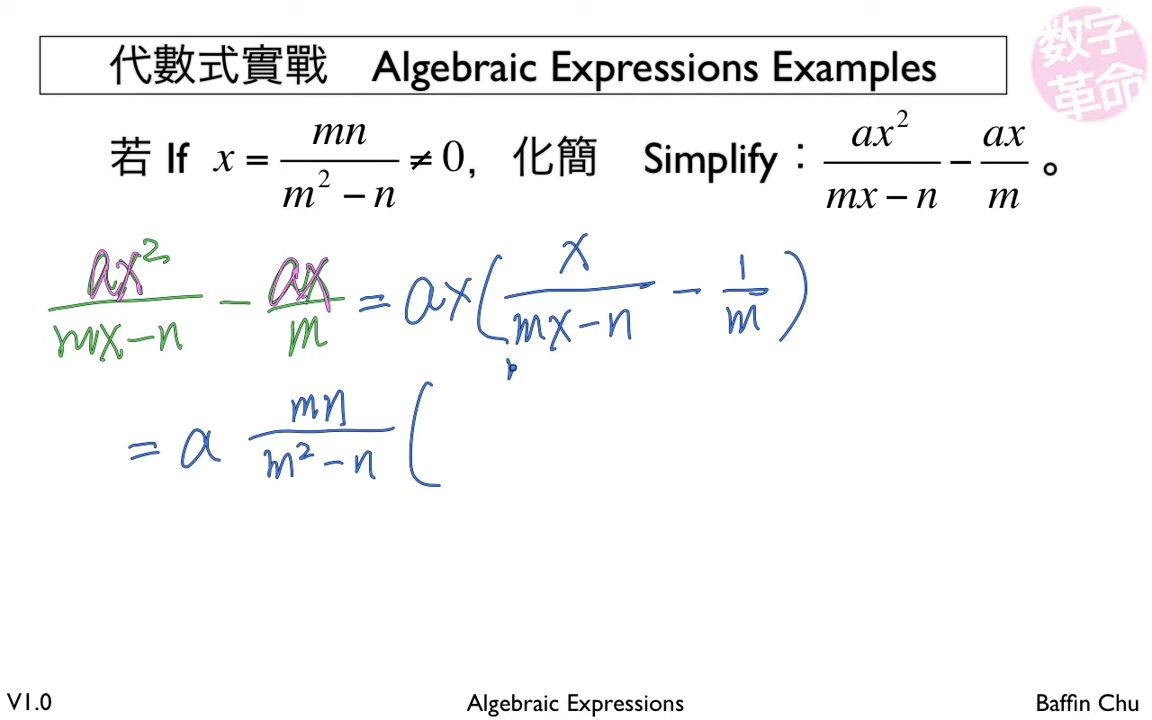 代數式實戰 Algebraic Expressions Examples
数字
革命
若 If x = mn / (m² − n) ≠ 0, 化簡 Simplify：ax² / (mx − n) − ax / m 。
ax² / (mx − n) − ax / m = ax ( x / (mx − n) − 1 / m )
= a mn / (m² − n) (
V1.0 Algebraic Expressions Baffin Chu